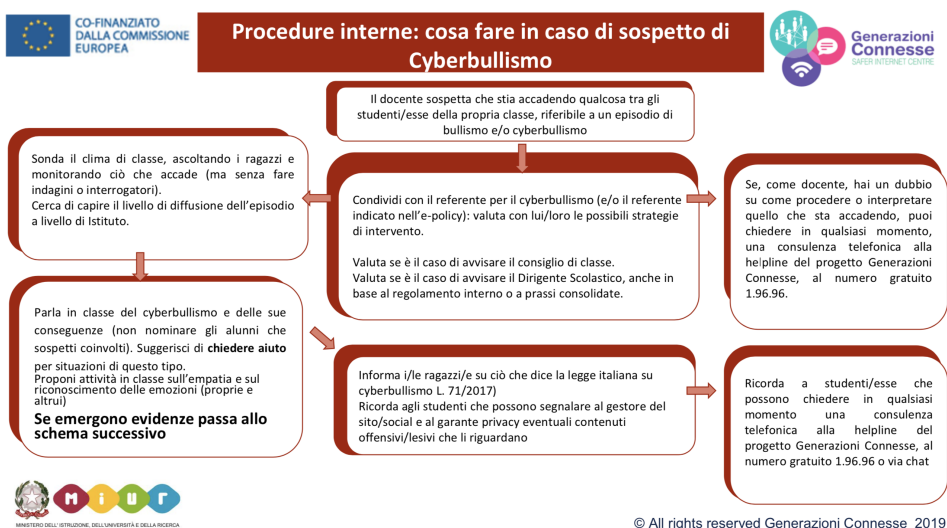 CO-FINANZIATO
DALLA COMMISSIONE
EUROPEA
Procedure interne: cosa fare in caso di sospetto di
Cyberbullismo
Generazioni
Connesse
SAFER INTERNET CENTRE
Il docente sospetta che stia accadendo qualcosa tra gli
studenti/esse della propria classe, riferibile a un episodio di
bullismo e/o cyberbullismo
Sonda il clima di classe, ascoltando i ragazzi e
monitorando ciò che accade (ma senza fare
indagini o interrogatori).
Cerca di capire il livello di diffusione dell'episodio
a livello di Istituto.
Condividi con il referente per il cyberbullismo (e/o il referente
indicato nell'e-policy): valuta con lui/loro le possibili strategie
di intervento.
Valuta se è il caso di avvisare il consiglio di classe.
Valuta se è il caso di avvisare il Dirigente Scolastico, anche in
base al regolamento interno o a prassi consolidate.
Se, come docente, hai un dubbio
su come procedere o interpretare
quello che sta accadendo, puoi
chiedere in qualsiasi momento,
una consulenza telefonica alla
helpline del progetto Generazioni
Connesse, al numero gratuito
1.96.96.
Parla in classe del cyberbullismo e delle sue
conseguenze (non nominare gli alunni che
sospetti coinvolti). Suggerisci di chiedere aiuto
per situazioni di questo tipo.
Proponi attività in classe sull'empatia e sul
riconoscimento delle emozioni (proprie e
altrui)
Se emergono evidenze passa allo
schema successivo
Informa i/le ragazzi/e su ciò che dice la legge italiana su
cyberbullismo L. 71/2017)
Ricorda agli studenti che possono segnalare al gestore del
sito/social e al garante privacy eventuali contenuti
offensivi/lesivi che li riguardano
Ricorda a studenti/esse che
possono chiedere in qualsiasi
momento una consulenza
telefonica alla helpline del
progetto Generazioni Connesse, al
numero gratuito 1.96.96 o via chat
m i u r
MINISTERO DELL' ISTRUZIONE, DELL'UNIVERSITÀ E DELLA RICERCA
© All rights reserved Generazioni Connesse 2019